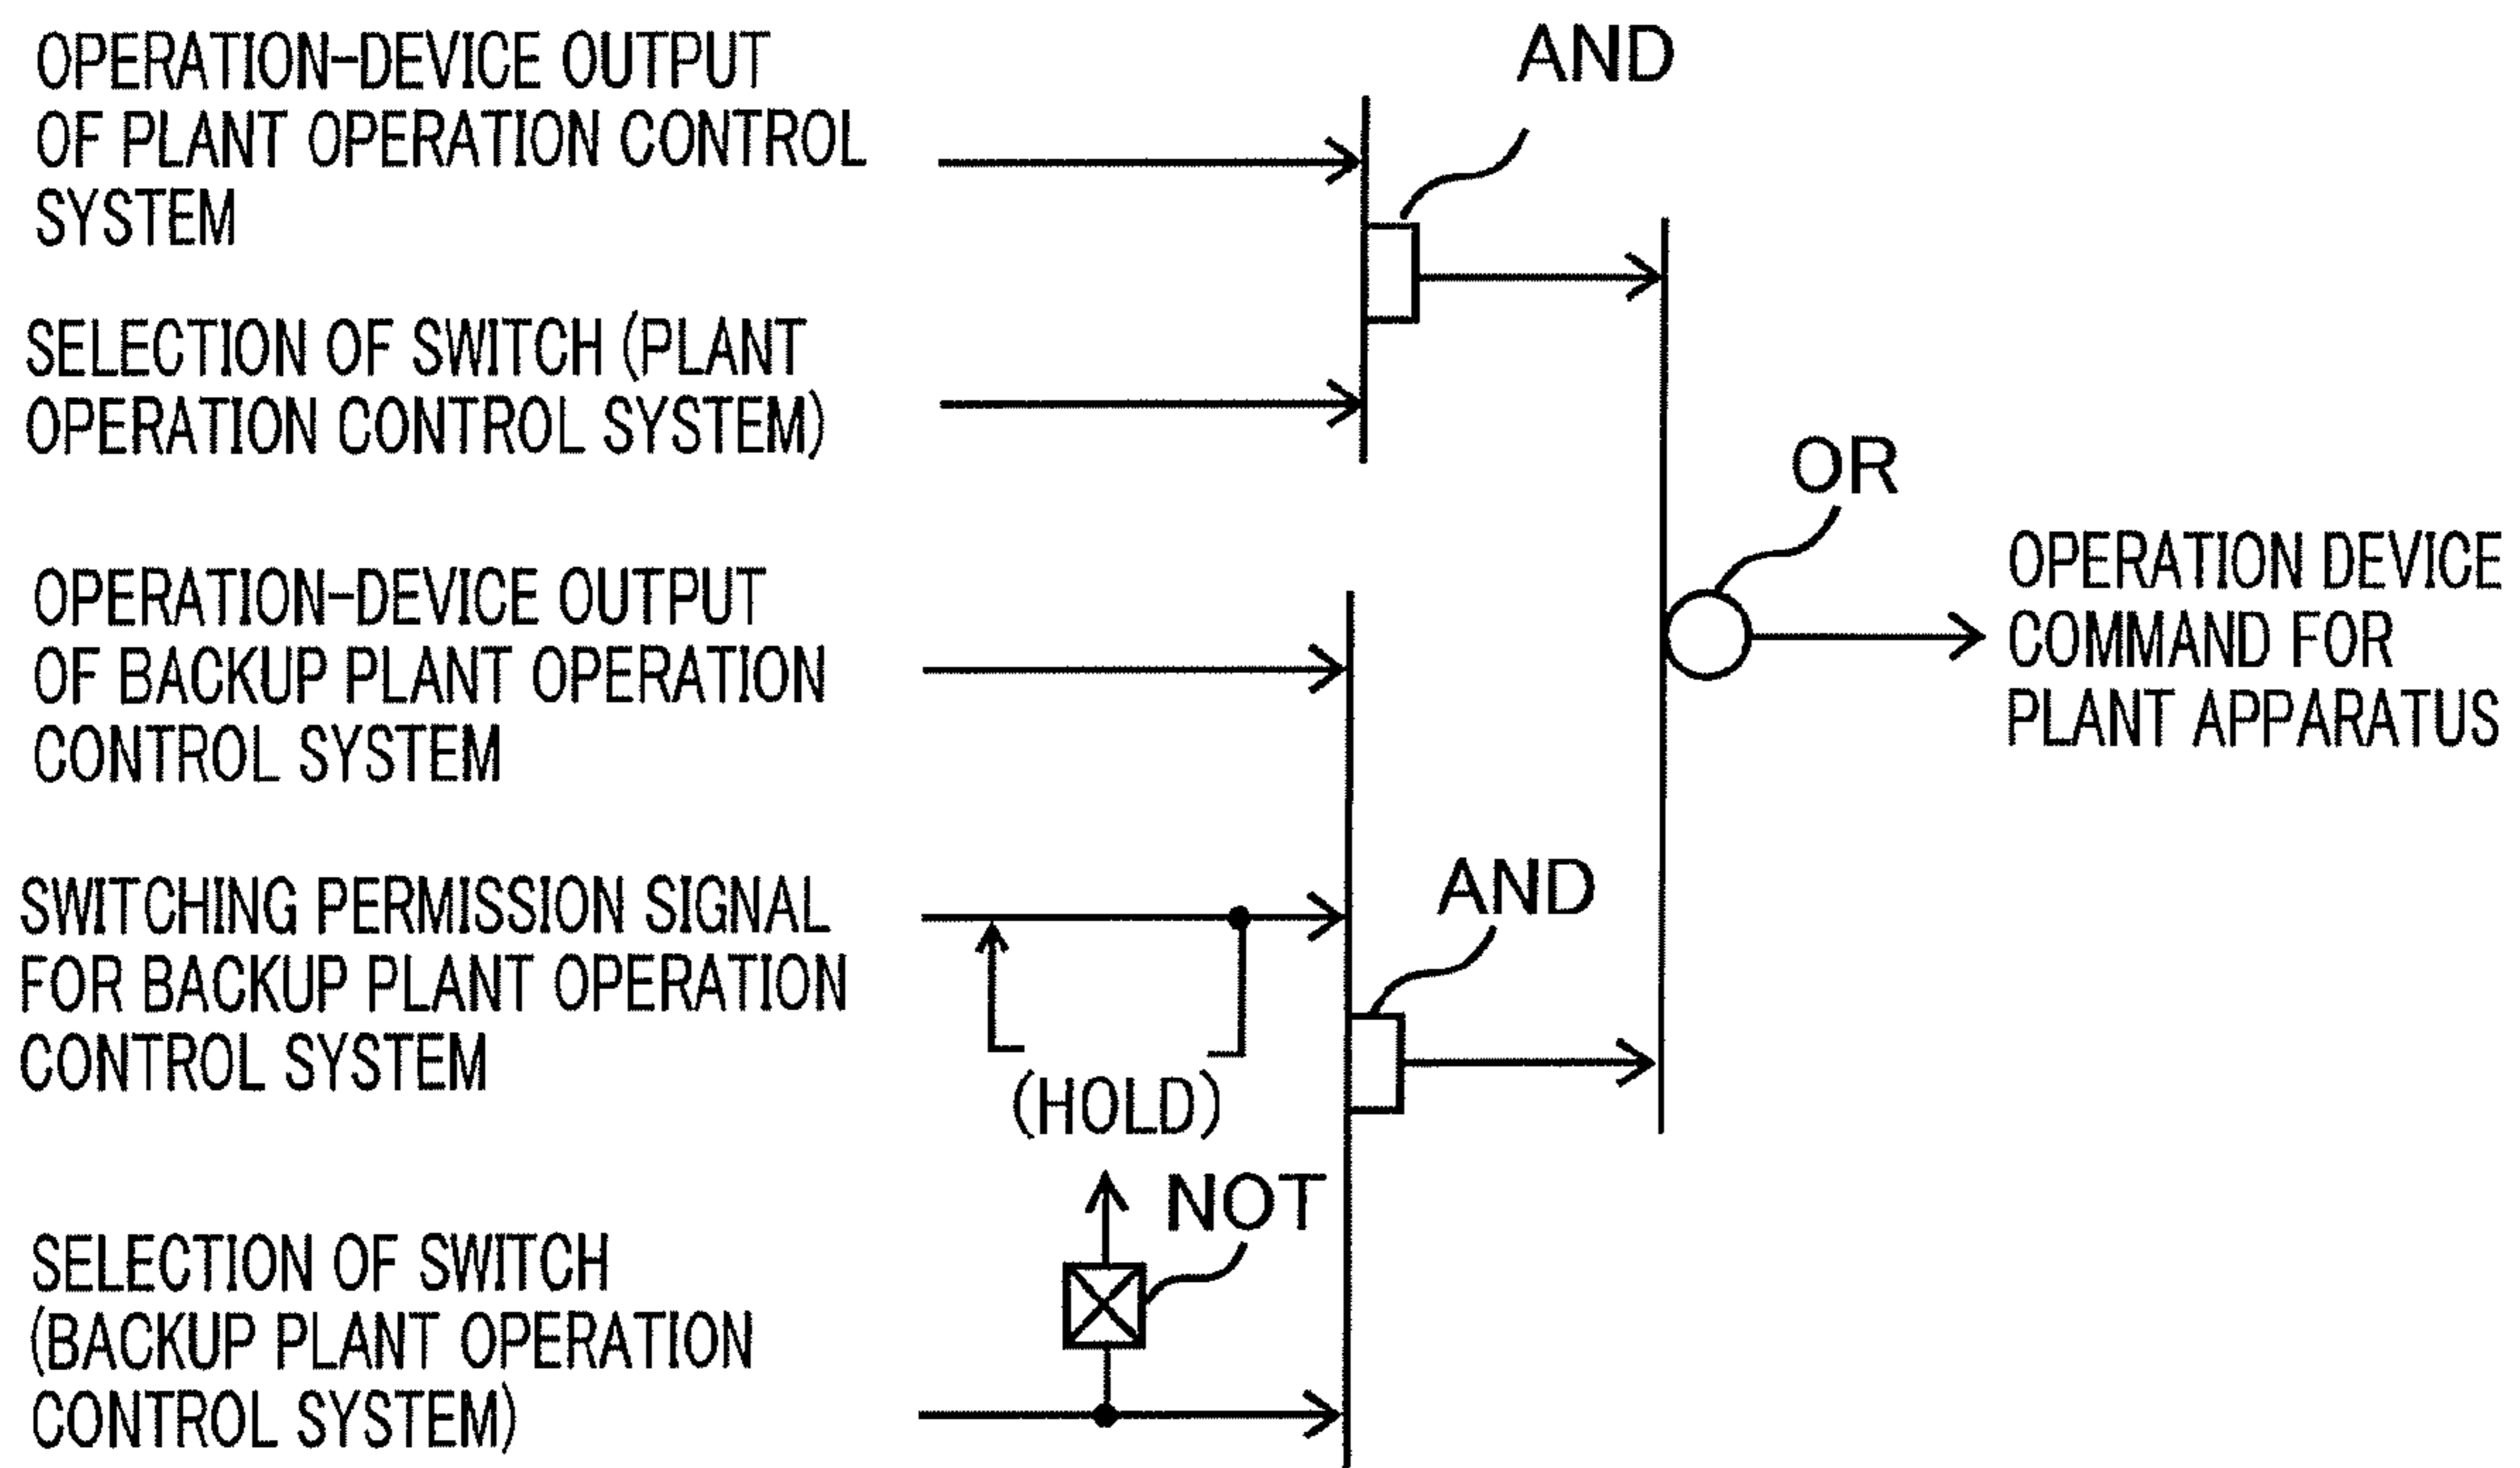 OPERATION-DEVICE OUTPUT
OF PLANT OPERATION CONTROL
SYSTEM
AND
SELECTION OF SWITCH (PLANT
OPERATION CONTROL SYSTEM)
OR
OPERATION DEVICE
COMMAND FOR
PLANT APPARATUS
OPERATION-DEVICE OUTPUT
OF BACKUP PLANT OPERATION
CONTROL SYSTEM
SWITCHING PERMISSION SIGNAL
FOR BACKUP PLANT OPERATION
CONTROL SYSTEM
AND
(HOLD)
NOT
SELECTION OF SWITCH
(BACKUP PLANT OPERATION
CONTROL SYSTEM)